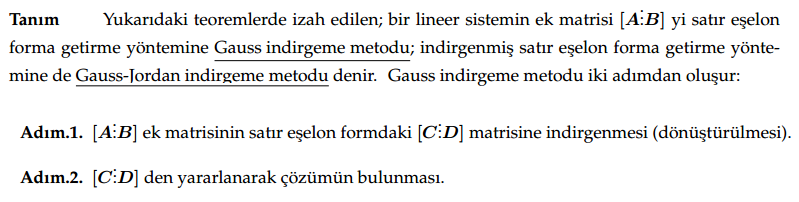 Tanım Yukarıdaki teoremlerde izah edilen; bir lineer sistemin ek matrisi [A⋮B] yi satır eşelon
forma getirme yöntemine Gauss indirgeme metodu; indirgenmiş satır eşelon forma getirme yönte-
mine de Gauss-Jordan indirgeme metodu denir. Gauss indirgeme metodu iki adımdan oluşur:
Adım.1. [A⋮B] ek matrisinin satır eşelon formdaki [C⋮D] matrisine indirgenmesi (dönüştürülmesi).
Adım.2. [C⋮D] den yararlanarak çözümün bulunması.